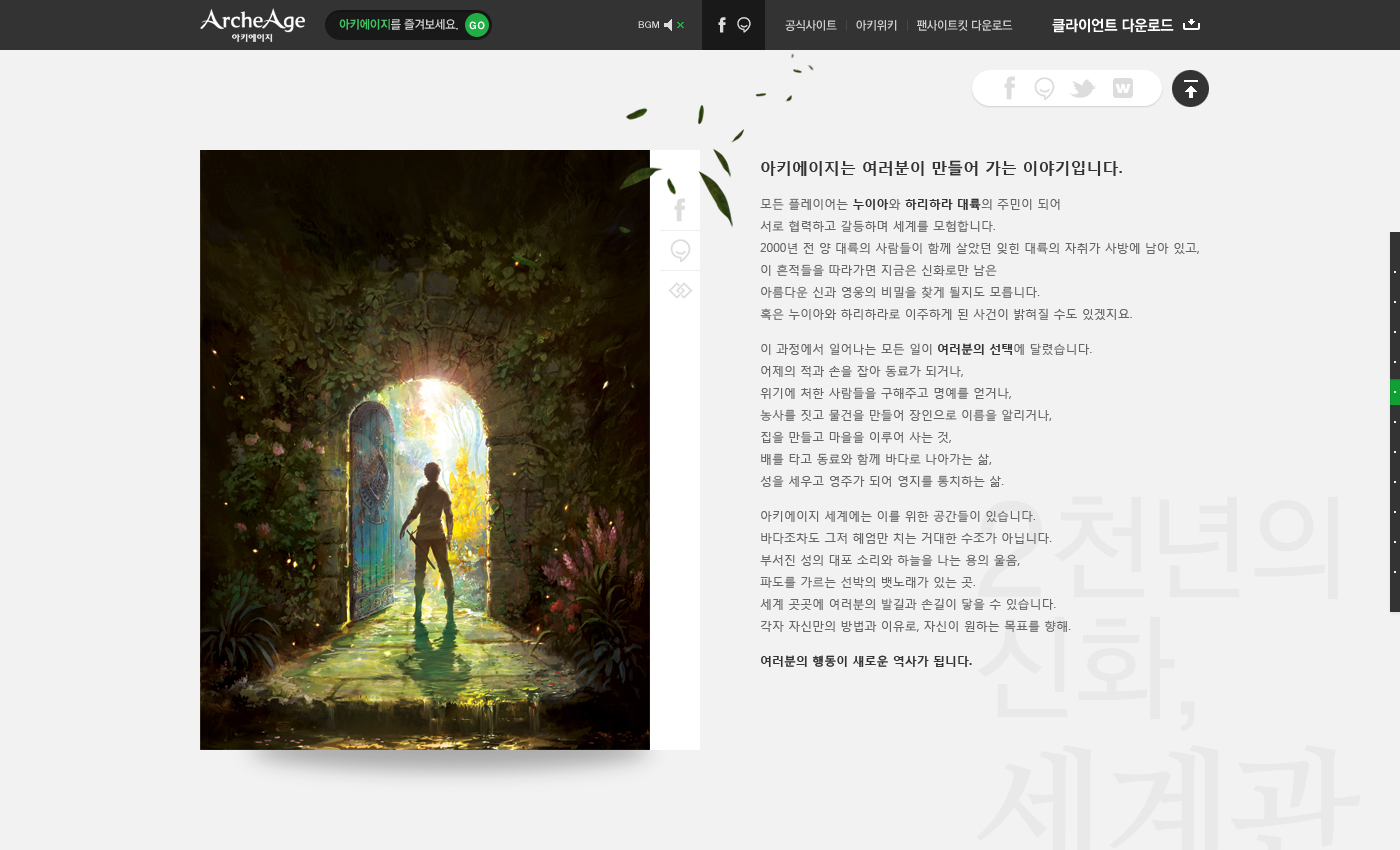 ArcheAge
아키에이지
아키에이지를 즐겨보세요. GO
BGM
공식사이트
아키위키
팬사이트킷 다운로드
클라이언트 다운로드
아키에이지는 여러분이 만들어 가는 이야기입니다.
모든 플레이어는 누이아와 하리하라 대륙의 주민이 되어
서로 협력하고 갈등하며 세계를 모험합니다.
2000년 전 양 대륙의 사람들이 함께 살았던 잊힌 대륙의 자취가 사방에 남아 있고,
이 흔적들을 따라가면 지금은 신화로만 남은
아름다운 신과 영웅의 비밀을 찾게 될지도 모릅니다.
혹은 누이아와 하리하라로 이주하게 된 사건이 밝혀질 수도 있겠지요.
이 과정에서 일어나는 모든 일이 여러분의 선택에 달렸습니다.
어제의 적과 손을 잡아 동료가 되거나,
위기에 처한 사람들을 구해주고 명예를 얻거나,
농사를 짓고 물건을 만들어 장인으로 이름을 알리거나,
집을 만들고 마을을 이루어 사는 것,
배를 타고 동료와 함께 바다로 나아가는 삶,
성을 세우고 영주가 되어 영지를 통치하는 삶.
아키에이지 세계에는 이를 위한 공간들이 있습니다.
바다조차도 그저 헤엄만 치는 거대한 수조가 아닙니다.
부서진 성의 대포 소리와 하늘을 나는 용의 울음,
파도를 가르는 선박의 뱃노래가 있는 곳.
세계 곳곳에 여러분의 발길과 손길이 닿을 수 있습니다.
각자 자신만의 방법과 이유로, 자신이 원하는 목표를 향해.
여러분의 행동이 새로운 역사가 됩니다.
2천년의
신화,
세계관